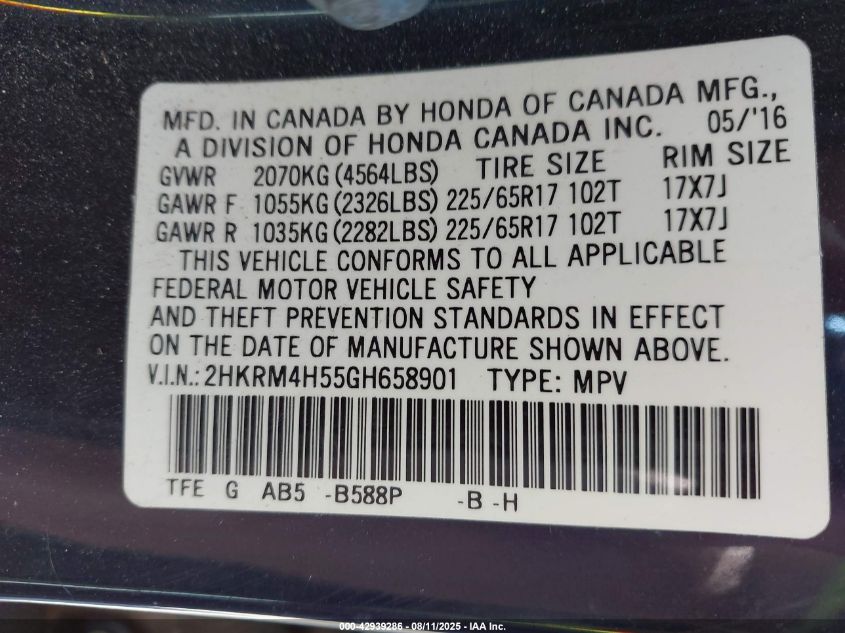 MFD. IN CANADA BY HONDA OF CANADA MFG.,
A DIVISION OF HONDA CANADA INC. 05/'16
GVWR 2070KG (4564LBS) TIRE SIZE RIM SIZE
GAWR F 1055KG (2326LBS) 225/65R17 102T 17X7J
GAWR R 1035KG (2282LBS) 225/65R17 102T 17X7J
THIS VEHICLE CONFORMS TO ALL APPLICABLE
FEDERAL MOTOR VEHICLE SAFETY
AND THEFT PREVENTION STANDARDS IN EFFECT
ON THE DATE OF MANUFACTURE SHOWN ABOVE.
V.I.N.: 2HKRM4H55GH658901 TYPE: MPV
TFE G AB5 -B588P -B -H
000-42939286 - 08/11/2025 - IAA Inc.